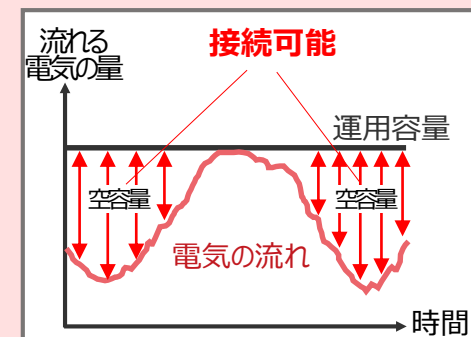 流れる
電気の量
接続可能
運用容量
空容量
空容量
電気の流れ
時間